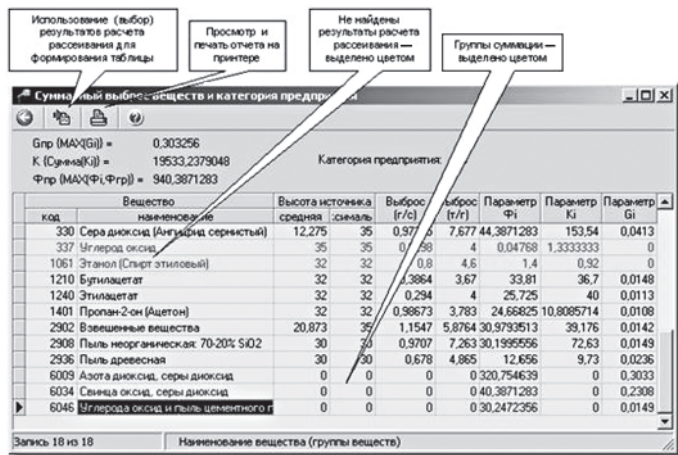 Использование (выбор)
результатов расчета
рассеивания для
формирования таблицы
Просмотр и
печать отчета на
принтере
Не найдены
результаты расчета
рассеивания —
выделено цветом
Группы суммации —
выделено цветом
Суммарный выброс веществ и категория предприятия
Gпр (MAX(Gi)) = 0,303256
K (Сумма(Ki)) = 19533,2379048 Категория предприятия:
Фпр (MAX(Фi,Фгр)) = 940,3871283
Вещество Высота источника Выброс Выброс Параметр Параметр Параметр
код наименование средняя :сималь (г/с) (т/г) Фi Ki Gi
330 Сера диоксид (Ангидрид сернистый) 12,275 35 7,677 44,3871283 153,54 0,0413
337 Углерод оксид 35 35 4 0,04768 1,3333333 0
1061 Этанол (Спирт этиловый) 32 32 0,8 4,6 1,4 0,92 0
1210 Бутилацетат 32 32 0,3864 3,67 33,81 36,7 0,0148
1240 Этилацетат 32 32 0,294 4 25,725 40 0,0113
1401 Пропан-2-он (Ацетон) 32 32 0,98673 3,783 24,66825 10,8085714 0,0108
2902 Взвешенные вещества 20,873 35 1,1547 5,8764 30,9793513 39,176 0,0142
2908 Пыль неорганическая: 70-20% SiO2 30 30 0,9707 7,263 30,1995556 72,63 0,0149
2936 Пыль древесная 30 30 0,678 4,865 12,656 9,73 0,0236
6009 Азота диоксид, серы диоксид 0 0 0 0 320,754639 0 0,3033
6034 Свинца оксид, серы диоксид 0 0 0 0 40,3871283 0 0,2308
6046 Углерода оксид и пыль цементного г 0 0 0 0 30,2472356 0 0,0149
Запись 18 из 18 Наименование вещества (группы веществ)